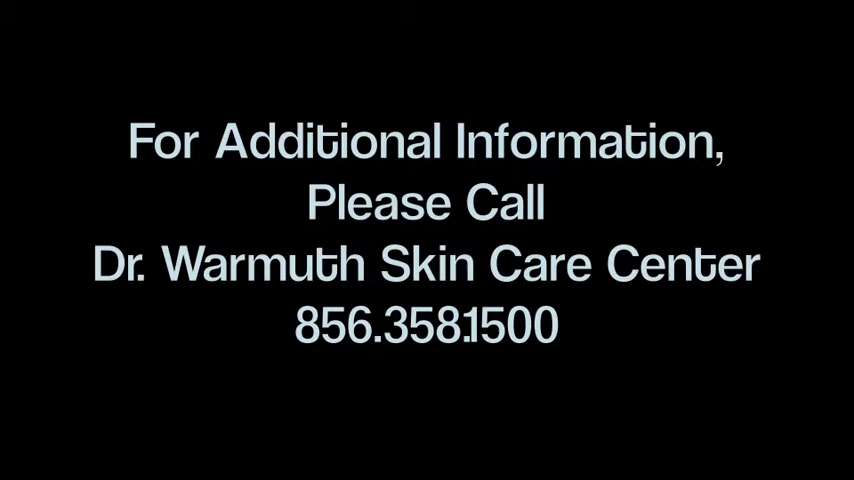 For Additional Information,
Please Call
Dr. Warmuth Skin Care Center
856.358.1500